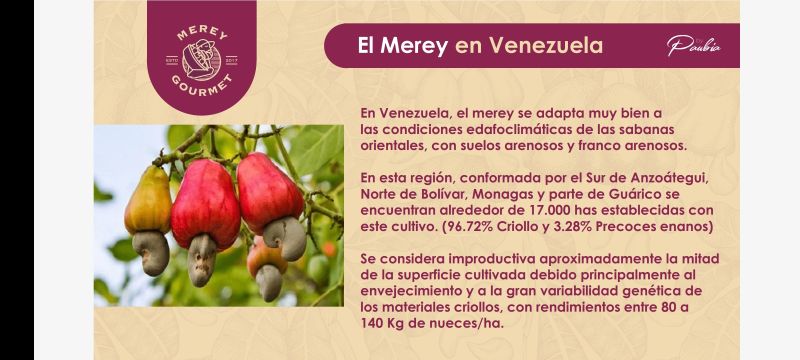 MEREY
ESTD 2017
GOURMET
El Merey en Venezuela
Paubria
En Venezuela, el merey se adapta muy bien a
las condiciones edafoclimáticas de las sabanas
orientales, con suelos arenosos y franco arenosos.
En esta región, conformada por el Sur de Anzoátegui,
Norte de Bolívar, Monagas y parte de Guárico se
encuentran alrededor de 17.000 has establecidas con
este cultivo. (96.72% Criollo y 3.28% Precoces enanos)
Se considera improductiva aproximadamente la mitad
de la superficie cultivada debido principalmente al
envejecimiento y a la gran variabilidad genética de
los materiales criollos, con rendimientos entre 80 a
140 Kg de nueces/ha.